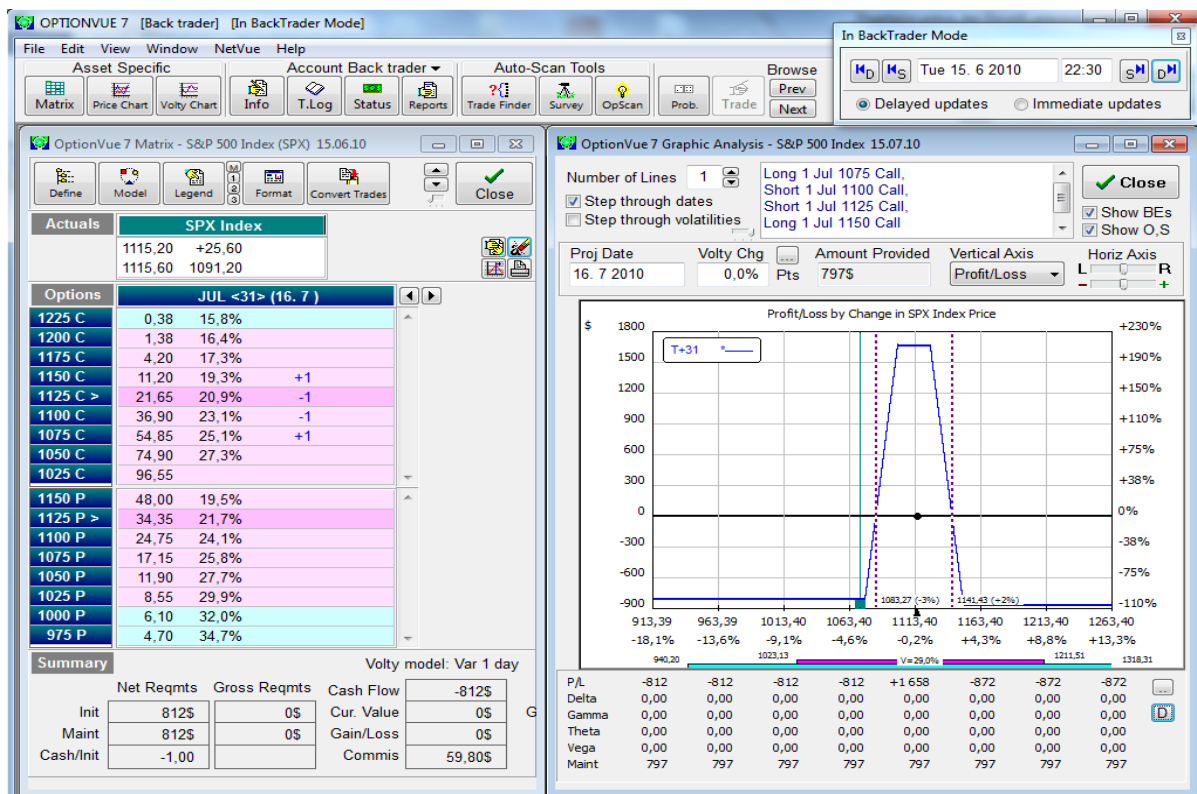 OPTIONVUE 7 [Back trader] [In BackTrader Mode]
File Edit View Window NetVue Help
Asset Specific Account Back trader Auto-Scan Tools Browse
Matrix Price Chart Volty Chart Info T.Log Status Reports Trade Finder Survey OpScan Prob. Trade Prev
Next
In BackTrader Mode
D S Tue 15. 6 2010 22:30 S D
Delayed updates Immediate updates
OptionVue 7 Matrix - S&P 500 Index (SPX) 15.06.10
Define Model Legend M 1 2 3 Format Convert Trades Close
Actuals SPX Index
1115,20 +25,60
1115,60 1091,20
Options JUL <31> (16. 7 )
1225 C 0,38 15,8%
1200 C 1,38 16,4%
1175 C 4,20 17,3%
1150 C 11,20 19,3% +1
1125 C > 21,65 20,9% -1
1100 C 36,90 23,1% -1
1075 C 54,85 25,1% +1
1050 C 74,90 27,3%
1025 C 96,55
1150 P 48,00 19,5%
1125 P > 34,35 21,7%
1100 P 24,75 24,1%
1075 P 17,15 25,8%
1050 P 11,90 27,7%
1025 P 8,55 29,9%
1000 P 6,10 32,0%
975 P 4,70 34,7%
Summary Volty model: Var 1 day
Net Reqmts Gross Reqmts Cash Flow -812$
Init 812$ 0$ Cur. Value 0$ G
Maint 812$ 0$ Gain/Loss 0$
Cash/Init -1,00 Commis 59,80$
OptionVue 7 Graphic Analysis - S&P 500 Index 15.07.10
Number of Lines 1
Step through dates
Step through volatilities
Long 1 Jul 1075 Call,
Short 1 Jul 1100 Call,
Short 1 Jul 1125 Call,
Long 1 Jul 1150 Call
Close
Show BEs
Show O,S
Proj Date Volty Chg ... Amount Provided Vertical Axis Horiz Axis
16. 7 2010 0,0% Pts 797$ Profit/Loss L R
- +
Profit/Loss by Change in SPX Index Price
$ 1800 +230%
T+31 *
1500 +190%
1200 +150%
900 +110%
600 +75%
300 +38%
0 0%
-300 -38%
-600 -75%
-900 -110%
1083,27 (-3%) 1141,43 (+2%)
913,39 963,39 1013,40 1063,40 1113,40 1163,40 1213,40 1263,40
-18,1% -13,6% -9,1% -4,6% -0,2% +4,3% +8,8% +13,3%
940,20 1023,13 V=29,0% 1211,51 1318,31
P/L -812 -812 -812 -812 +1 658 -872 -872 -872 ...
Delta 0,00 0,00 0,00 0,00 0,00 0,00 0,00 0,00
Gamma 0,00 0,00 0,00 0,00 0,00 0,00 0,00 0,00 D
Theta 0,00 0,00 0,00 0,00 0,00 0,00 0,00 0,00
Vega 0,00 0,00 0,00 0,00 0,00 0,00 0,00 0,00
Maint 797 797 797 797 797 797 797 797